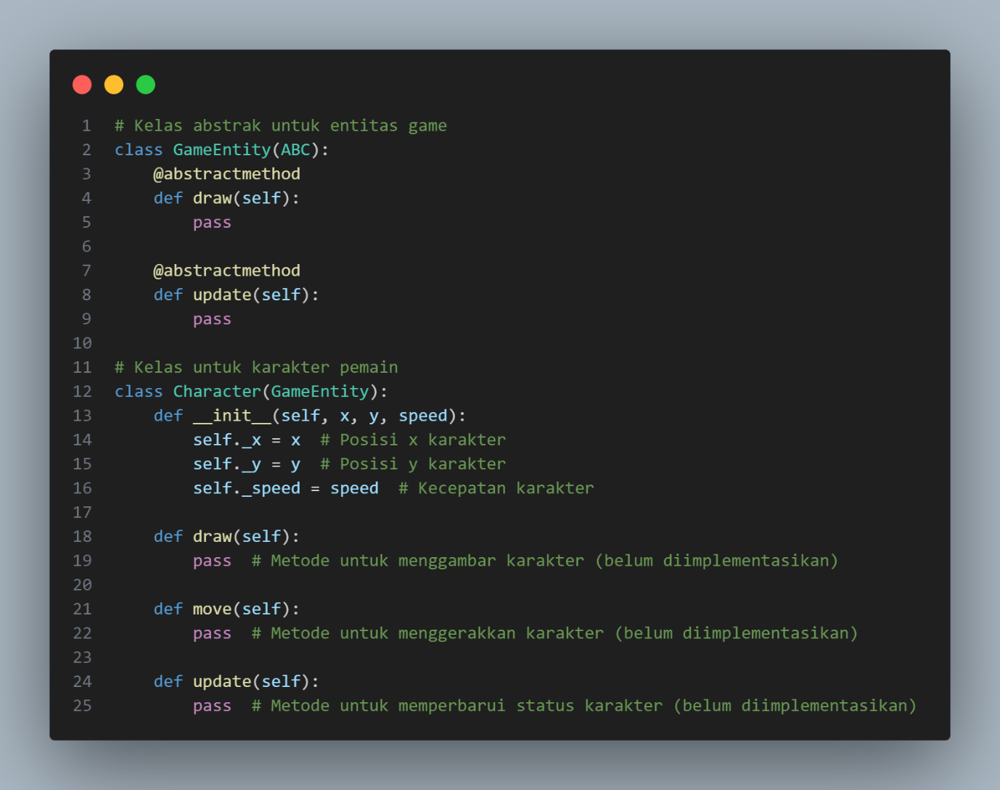 1 # Kelas abstrak untuk entitas game
2 class GameEntity(ABC):
3     @abstractmethod
4     def draw(self):
5         pass
6
7     @abstractmethod
8     def update(self):
9         pass
10
11 # Kelas untuk karakter pemain
12 class Character(GameEntity):
13     def __init__(self, x, y, speed):
14         self._x = x  # Posisi x karakter
15         self._y = y  # Posisi y karakter
16         self._speed = speed  # Kecepatan karakter
17
18     def draw(self):
19         pass  # Metode untuk menggambar karakter (belum diimplementasikan)
20
21     def move(self):
22         pass  # Metode untuk menggerakkan karakter (belum diimplementasikan)
23
24     def update(self):
25         pass  # Metode untuk memperbarui status karakter (belum diimplementasikan)